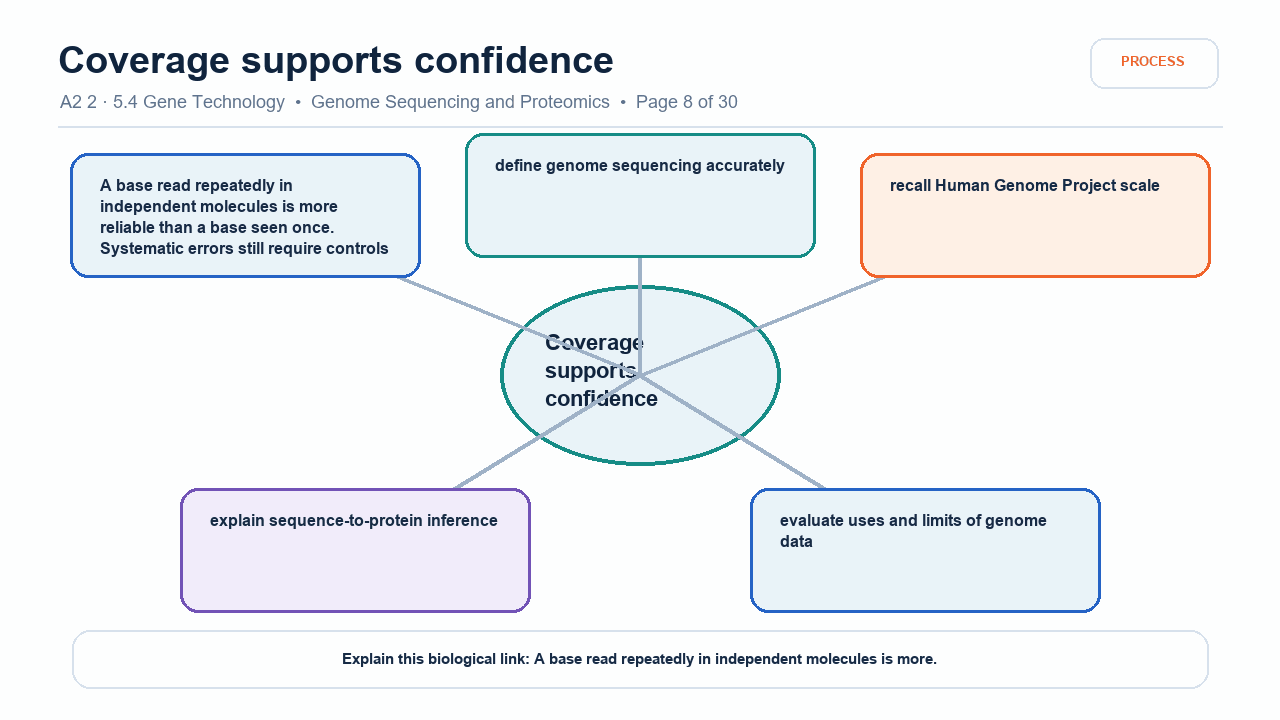 Coverage supports confidence
PROCESS
A2 2 · 5.4 Gene Technology • Genome Sequencing and Proteomics • Page 8 of 30
A base read repeatedly in
independent molecules is more
reliable than a base seen once.
Systematic errors still require controls
define genome sequencing accurately
recall Human Genome Project scale
Coverage
supports
confidence
explain sequence-to-protein inference
evaluate uses and limits of genome
data
Explain this biological link: A base read repeatedly in independent molecules is more.